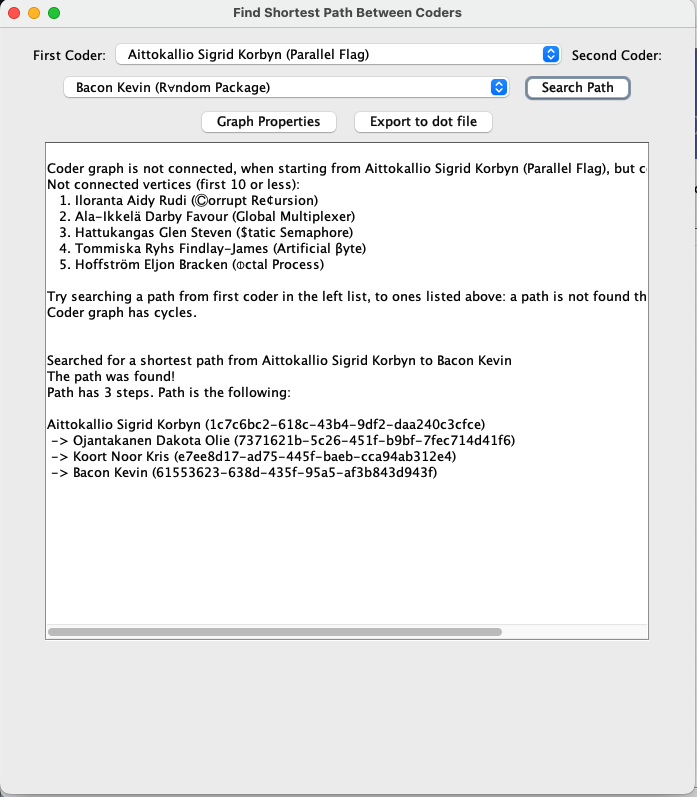 Find Shortest Path Between Coders
First Coder: Aittokallio Sigrid Korbyn (Parallel Flag) Second Coder:
Bacon Kevin (R∀ndom Package) Search Path
Graph Properties Export to dot file
Coder graph is not connected, when starting from Aittokallio Sigrid Korbyn (Parallel Flag), but c
Not connected vertices (first 10 or less):
1. Iloranta Aidy Rudi (Ⓒorrupt Re¢ursion)
2. Ala-Ikkelä Darby Favour (Global Multiplexer)
3. Hattukangas Glen Steven ($tatic Semaphore)
4. Tommiska Ryhs Findlay-James (Artificial βyte)
5. Hoffström Eljon Bracken (Φctal Process)
Try searching a path from first coder in the left list, to ones listed above: a path is not found th
Coder graph has cycles.
Searched for a shortest path from Aittokallio Sigrid Korbyn to Bacon Kevin
The path was found!
Path has 3 steps. Path is the following:
Aittokallio Sigrid Korbyn (1c7c6bc2-618c-43b4-9df2-daa240c3cfce)
-> Ojantakanen Dakota Olie (7371621b-5c26-451f-b9bf-7fec714d41f6)
-> Koort Noor Kris (e7ee8d17-ad75-445f-baeb-cca94ab312e4)
-> Bacon Kevin (61553623-638d-435f-95a5-af3b843d943f)